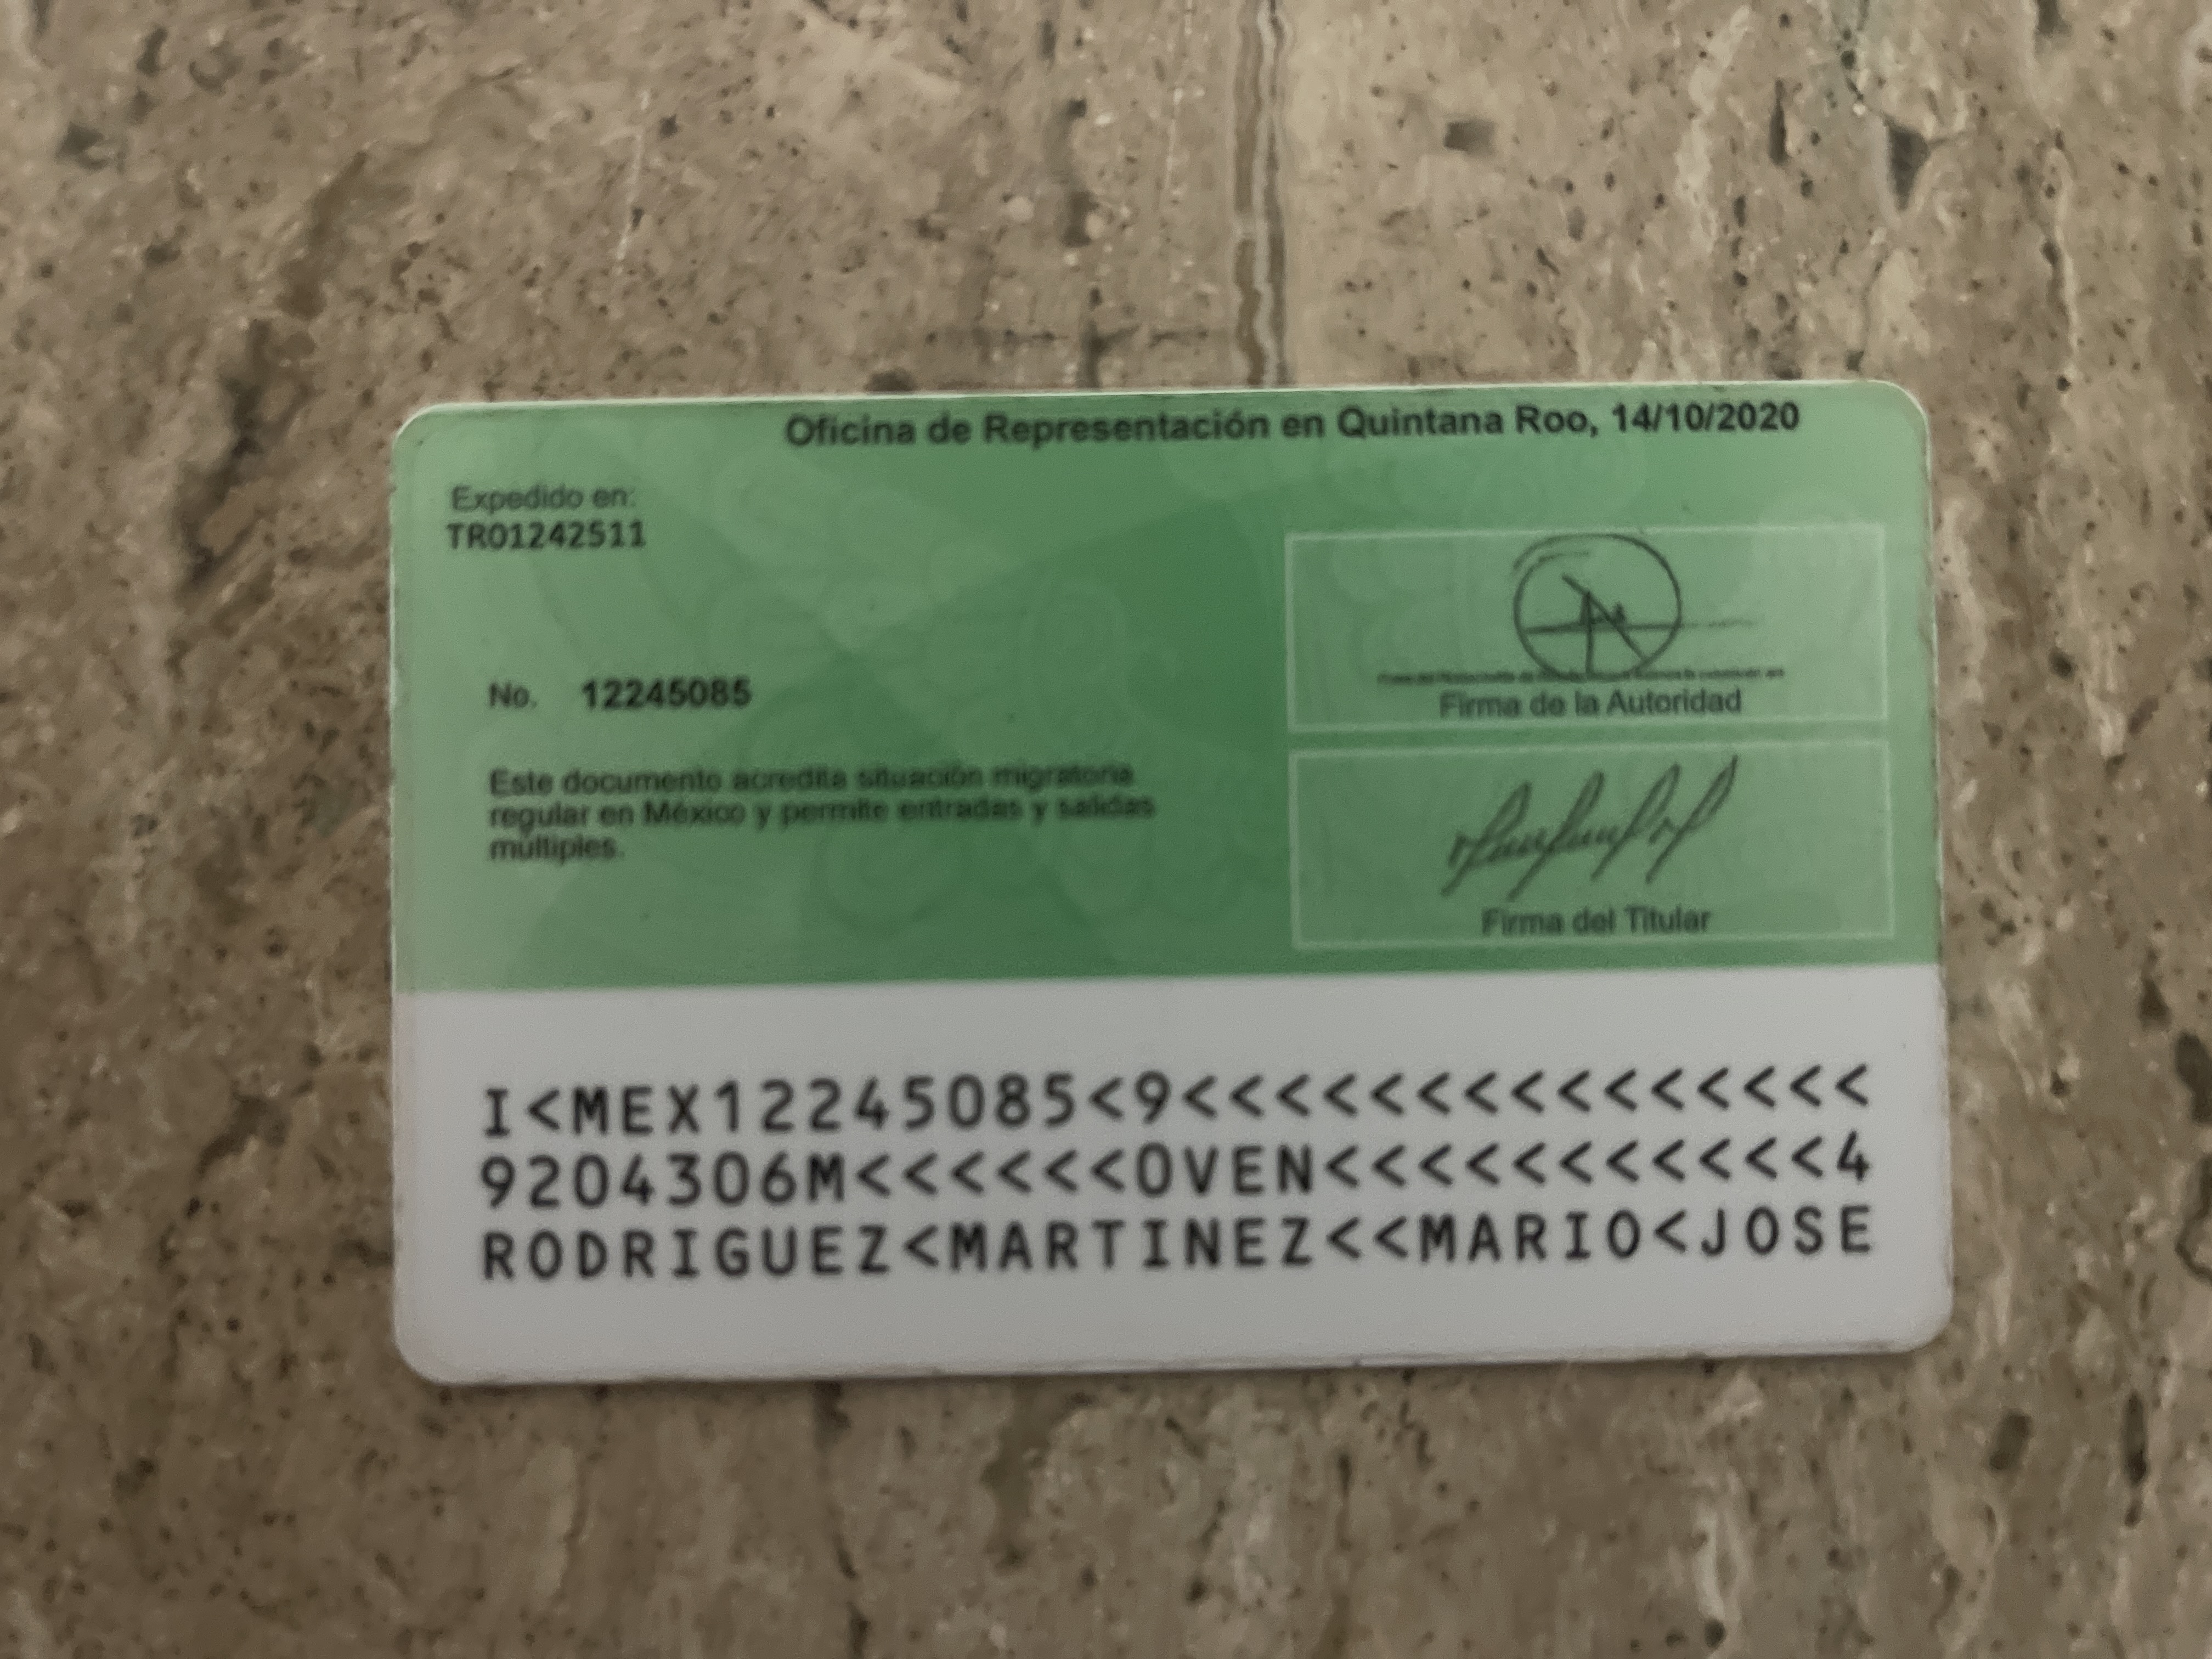 Oficina de Representación en Quintana Roo, 14/10/2020
Expedido en:
TR01242511
No. 12245085
Firma de la Autoridad
Este documento acredita situación migratoria
regular en México y permite entradas y salidas
múltiples.
Firma del Titular
I<MEX12245085<9<<<<<<<<<<<<<<<
9204306M<<<<<<0VEN<<<<<<<<<<<4
RODRIGUEZ<MARTINEZ<<MARIO<JOSE